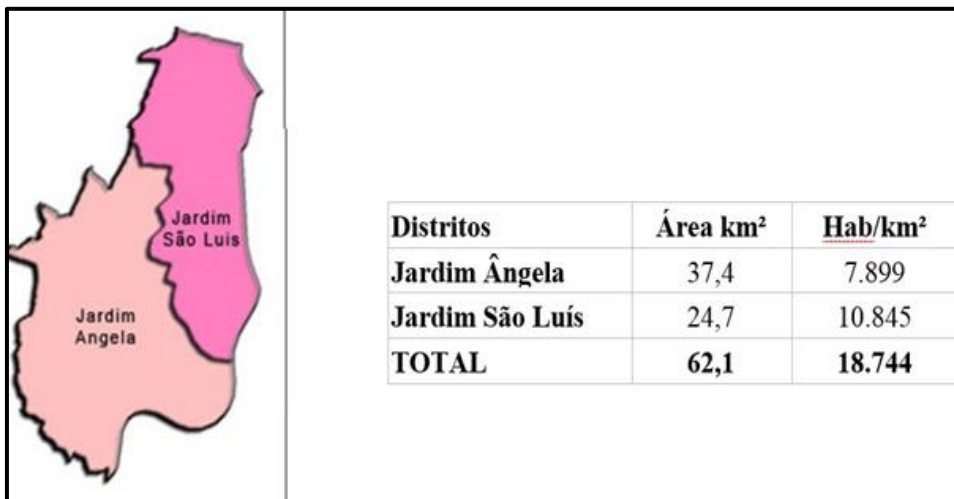 Jardim
São Luis
Jardim
Angela
Distritos Área km² Hab/km²
Jardim Ângela 37,4 7.899
Jardim São Luís 24,7 10.845
TOTAL 62,1 18.744